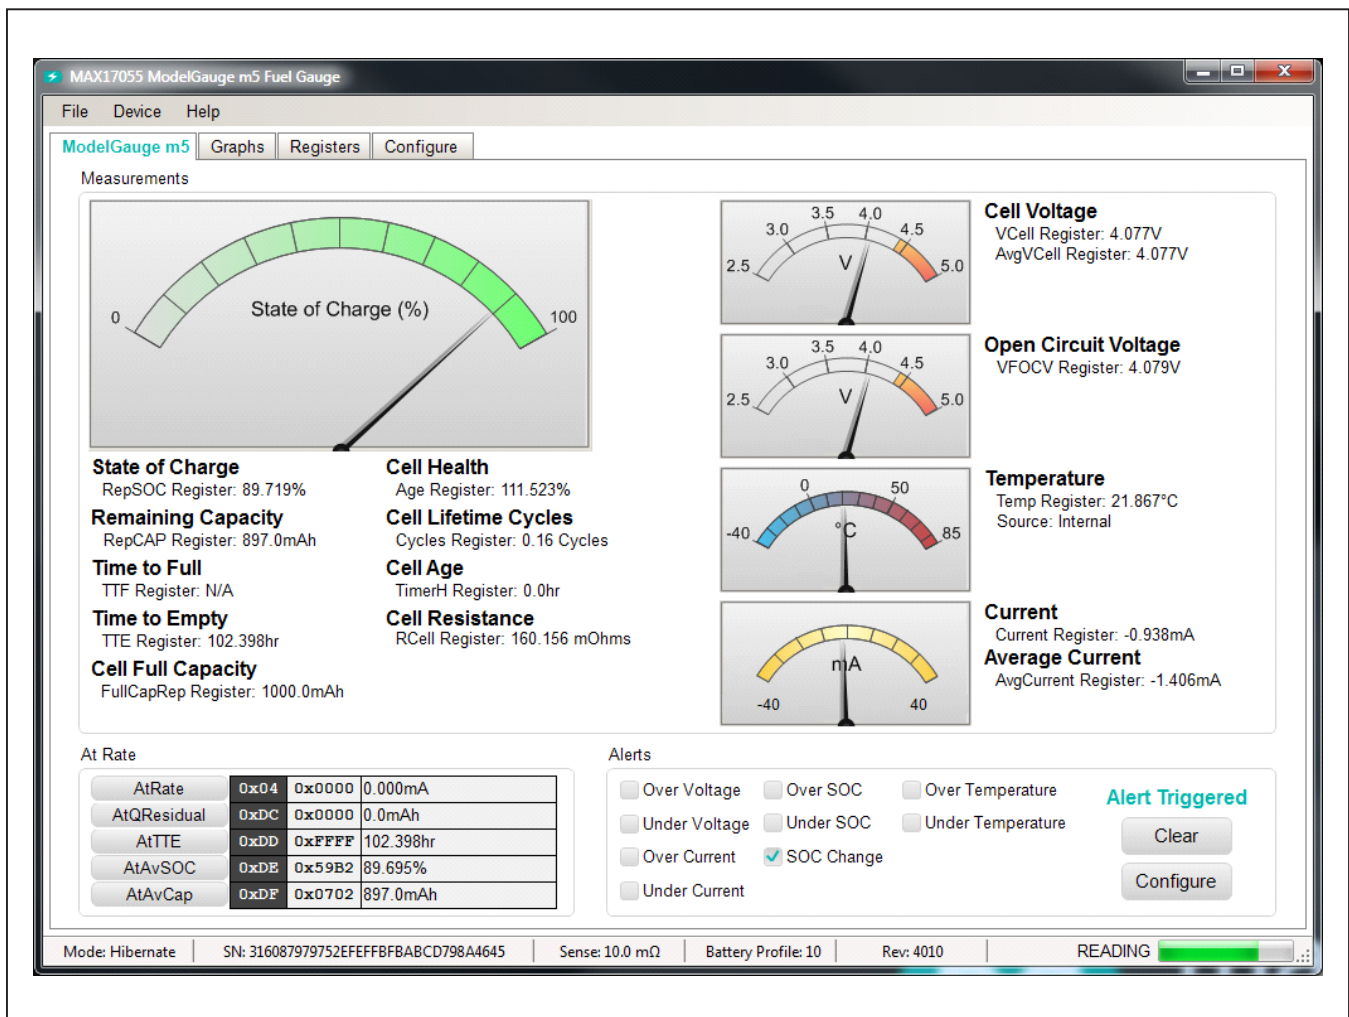 MAX17055 ModelGauge m5 Fuel Gauge
File Device Help
ModelGauge m5 Graphs Registers Configure
Measurements
0 State of Charge (%) 100
State of Charge
RepSOC Register: 89.719%
Remaining Capacity
RepCAP Register: 897.0mAh
Time to Full
TTF Register: N/A
Time to Empty
TTE Register: 102.398hr
Cell Full Capacity
FullCapRep Register: 1000.0mAh
Cell Health
Age Register: 111.523%
Cell Lifetime Cycles
Cycles Register: 0.16 Cycles
Cell Age
TimerH Register: 0.0hr
Cell Resistance
RCell Register: 160.156 mOhms
2.5 3.0 3.5 4.0 4.5 5.0
V
Cell Voltage
VCell Register: 4.077V
AvgVCell Register: 4.077V
2.5 3.0 3.5 4.0 4.5 5.0
V
Open Circuit Voltage
VFOCV Register: 4.079V
-40 0 50 85
°C
Temperature
Temp Register: 21.867°C
Source: Internal
mA
-40 40
Current
Current Register: -0.938mA
Average Current
AvgCurrent Register: -1.406mA
At Rate
AtRate 0x04 0x0000 0.000mA
AtQResidual 0xDC 0x0000 0.0mAh
AtTTE 0xDD 0xFFFF 102.398hr
AtAvSOC 0xDE 0x59B2 89.695%
AtAvCap 0xDF 0x0702 897.0mAh
Alerts
Over Voltage Over SOC Over Temperature
Under Voltage Under SOC Under Temperature
Over Current SOC Change
Under Current
Alert Triggered
Clear
Configure
Mode: Hibernate SN: 316087979752EFEFFBFBABCD798A4645 Sense: 10.0 mΩ Battery Profile: 10 Rev: 4010 READING